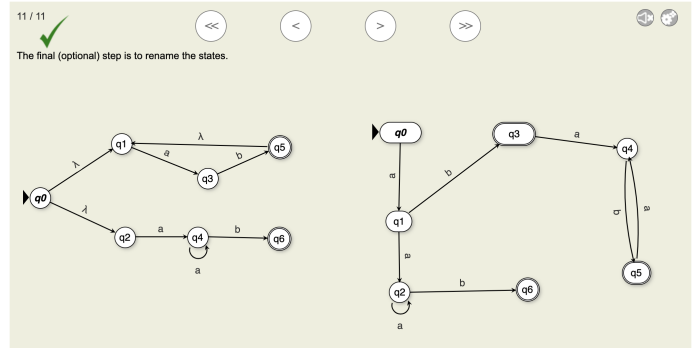 11 / 11
<<
<
>
>>
The final (optional) step is to rename the states.
q0
q1
q2
q3
q4
q5
q6
λ
λ
λ
a
b
a
b
a
q0
q1
q2
q3
q4
q5
q6
a
b
a
a
b
a
b
a